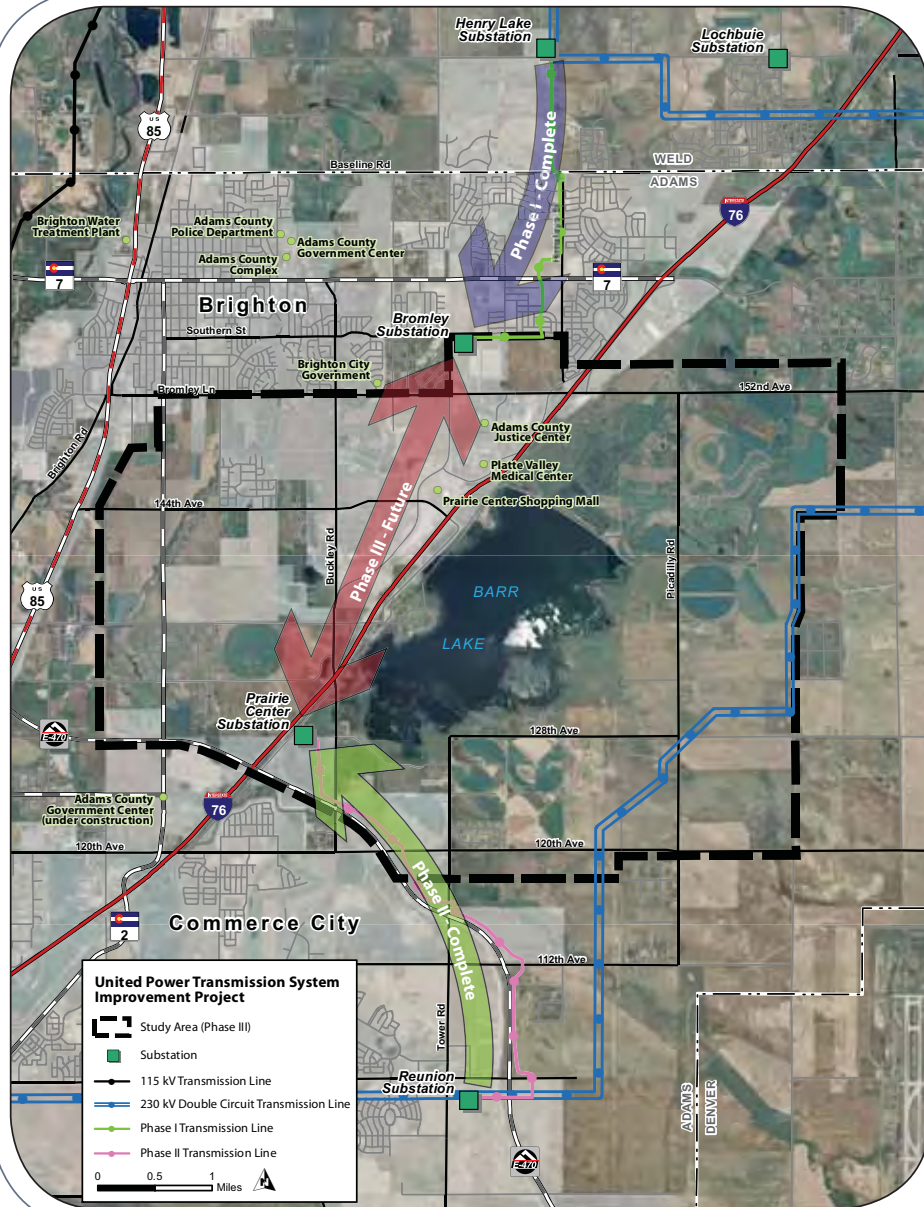 Henry Lake
Substation
Lochbuie
Substation
US
85
Phase I - Complete
Baseline Rd
WELD
ADAMS
76
Brighton Water
Treatment Plant
Adams County
Police Department
Adams County
Government Center
Adams County
Complex
7
7
Brighton
Bromley
Substation
Southern St
Brighton City
Government
Bromley Ln
152nd Ave
Adams County
Justice Center
Brighton Rd
Platte Valley
Medical Center
Prairie Center Shopping Mall
144th Ave
Phase III - Future
Buckley Rd
Picadilly Rd
US
85
BARR
LAKE
Prairie
Center
Substation
E-470
128th Ave
Adams County
Government Center
(under construction)
76
120th Ave
120th Ave
Phase II - Complete
2
Commerce City
112th Ave
Tower Rd
Reunion
Substation
ADAMS
DENVER
E-470
United Power Transmission System
Improvement Project
Study Area (Phase III)
Substation
115 kV Transmission Line
230 kV Double Circuit Transmission Line
Phase I Transmission Line
Phase II Transmission Line
0 0.5 1
Miles
N